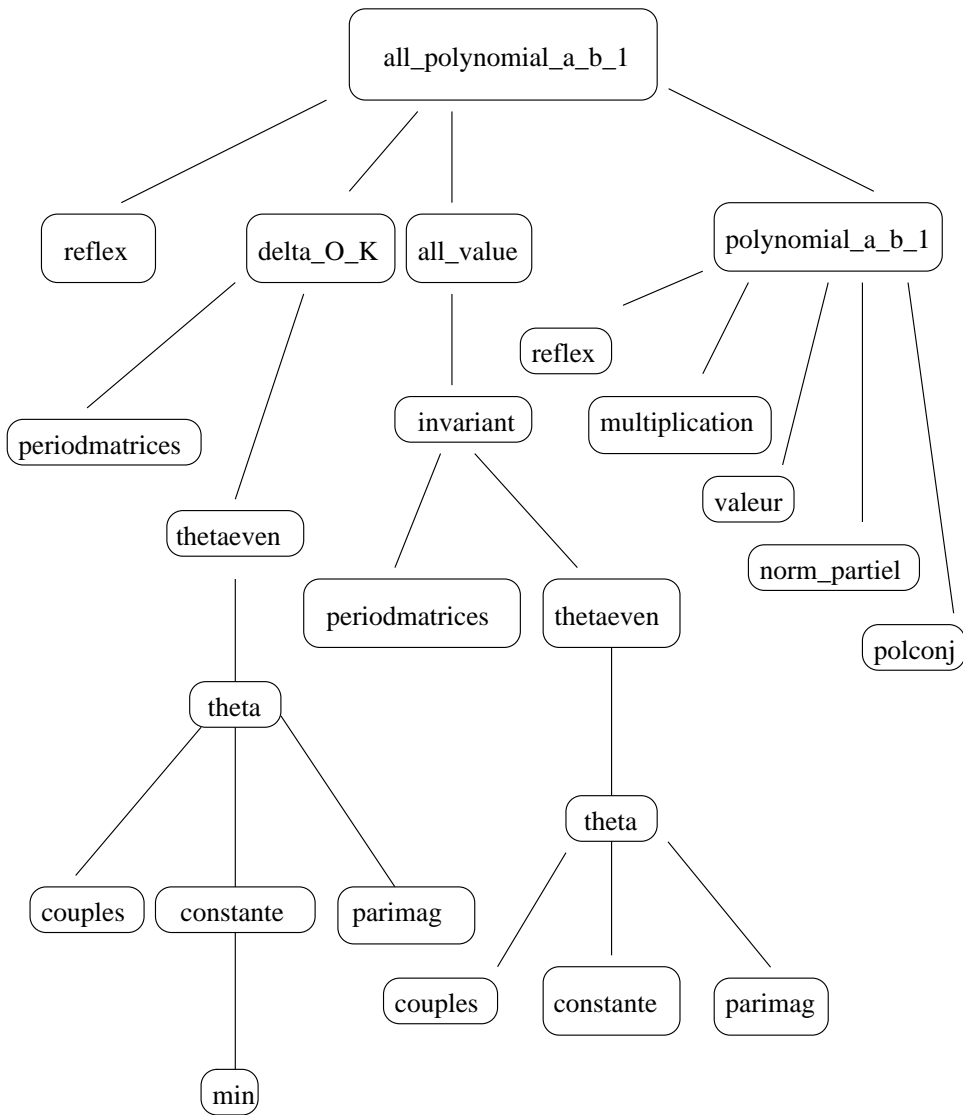 all_polynomial_a_b_1
reflex
delta_O_K
all_value
polynomial_a_b_1
reflex
periodmatrices
invariant
multiplication
valeur
thetaeven
norm_partiel
periodmatrices
thetaeven
polconj
theta
theta
couples
constante
parimag
couples
constante
parimag
min